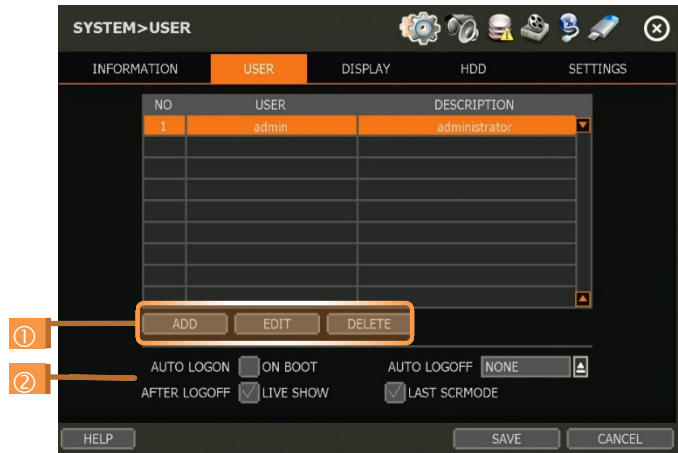 SYSTEM>USER
INFORMATION USER DISPLAY HDD SETTINGS
NO USER DESCRIPTION
1 admin administrator
① ADD EDIT DELETE
② AUTO LOGON ON BOOT AUTO LOGOFF NONE
AFTER LOGOFF LIVE SHOW LAST SCRMODE
HELP SAVE CANCEL